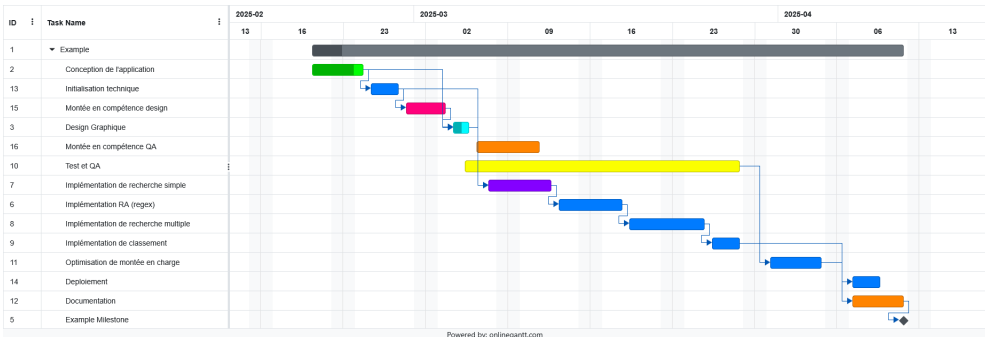 ID Task Name 2025-02 2025-03 2025-04
13 16 23 02 09 16 23 30 06 13
1 Example
2 Conception de l'application
13 Initialisation technique
15 Montée en compétence design
3 Design Graphique
16 Montée en compétence QA
10 Test et QA
7 Implémentation de recherche simple
6 Implémentation RA (regex)
8 Implémentation de recherche multiple
9 Implémentation de classement
11 Optimisation de montée en charge
14 Deploiement
12 Documentation
5 Example Milestone
Powered by: onlinegantt.com